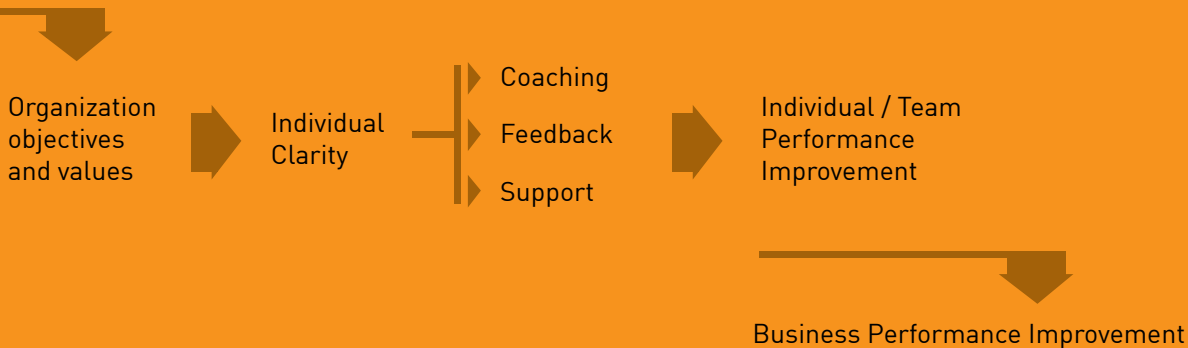 Organization
objectives
and values
Individual
Clarity
Coaching
Feedback
Support
Individual / Team
Performance
Improvement
Business Performance Improvement